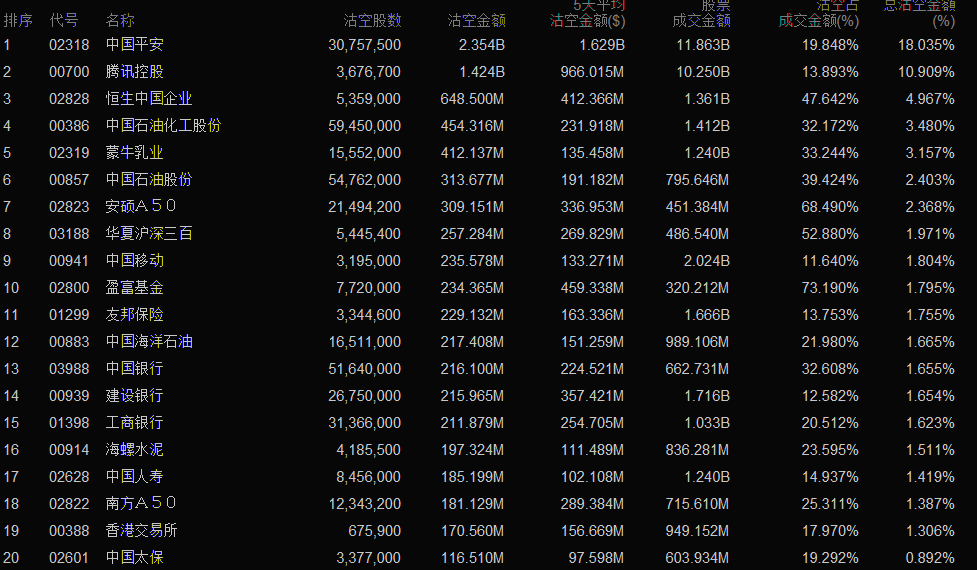 5天平均 股票 沽空占 总沽空金额
排序 代号 名称 沽空股数 沽空金额 沽空金额($) 成交金额 成交金额(%) (%)
1 02318 中国平安 30,757,500 2.354B 1.629B 11.863B 19.848% 18.035%
2 00700 腾讯控股 3,676,700 1.424B 966.015M 10.250B 13.893% 10.909%
3 02828 恒生中国企业 5,359,000 648.500M 412.366M 1.361B 47.642% 4.967%
4 00386 中国石油化工股份 59,450,000 454.316M 231.918M 1.412B 32.172% 3.480%
5 02319 蒙牛乳业 15,552,000 412.137M 135.458M 1.240B 33.244% 3.157%
6 00857 中国石油股份 54,762,000 313.677M 191.182M 795.646M 39.424% 2.403%
7 02823 安硕A50 21,494,200 309.151M 336.953M 451.384M 68.490% 2.368%
8 03188 华夏沪深三百 5,445,400 257.284M 269.829M 486.540M 52.880% 1.971%
9 00941 中国移动 3,195,000 235.578M 133.271M 2.024B 11.640% 1.804%
10 02800 盈富基金 7,720,000 234.365M 459.338M 320.212M 73.190% 1.795%
11 01299 友邦保险 3,344,600 229.132M 163.336M 1.666B 13.753% 1.755%
12 00883 中国海洋石油 16,511,000 217.408M 151.259M 989.106M 21.980% 1.665%
13 03988 中国银行 51,640,000 216.100M 224.521M 662.731M 32.608% 1.655%
14 00939 建设银行 26,750,000 215.965M 357.421M 1.716B 12.582% 1.654%
15 01398 工商银行 31,366,000 211.879M 254.705M 1.033B 20.512% 1.623%
16 00914 海螺水泥 4,185,500 197.324M 111.489M 836.281M 23.595% 1.511%
17 02628 中国人寿 8,456,000 185.199M 102.108M 1.240B 14.937% 1.419%
18 02822 南方A50 12,343,200 181.129M 289.384M 715.610M 25.311% 1.387%
19 00388 香港交易所 675,900 170.560M 156.669M 949.152M 17.970% 1.306%
20 02601 中国太保 3,377,000 116.510M 97.598M 603.934M 19.292% 0.892%